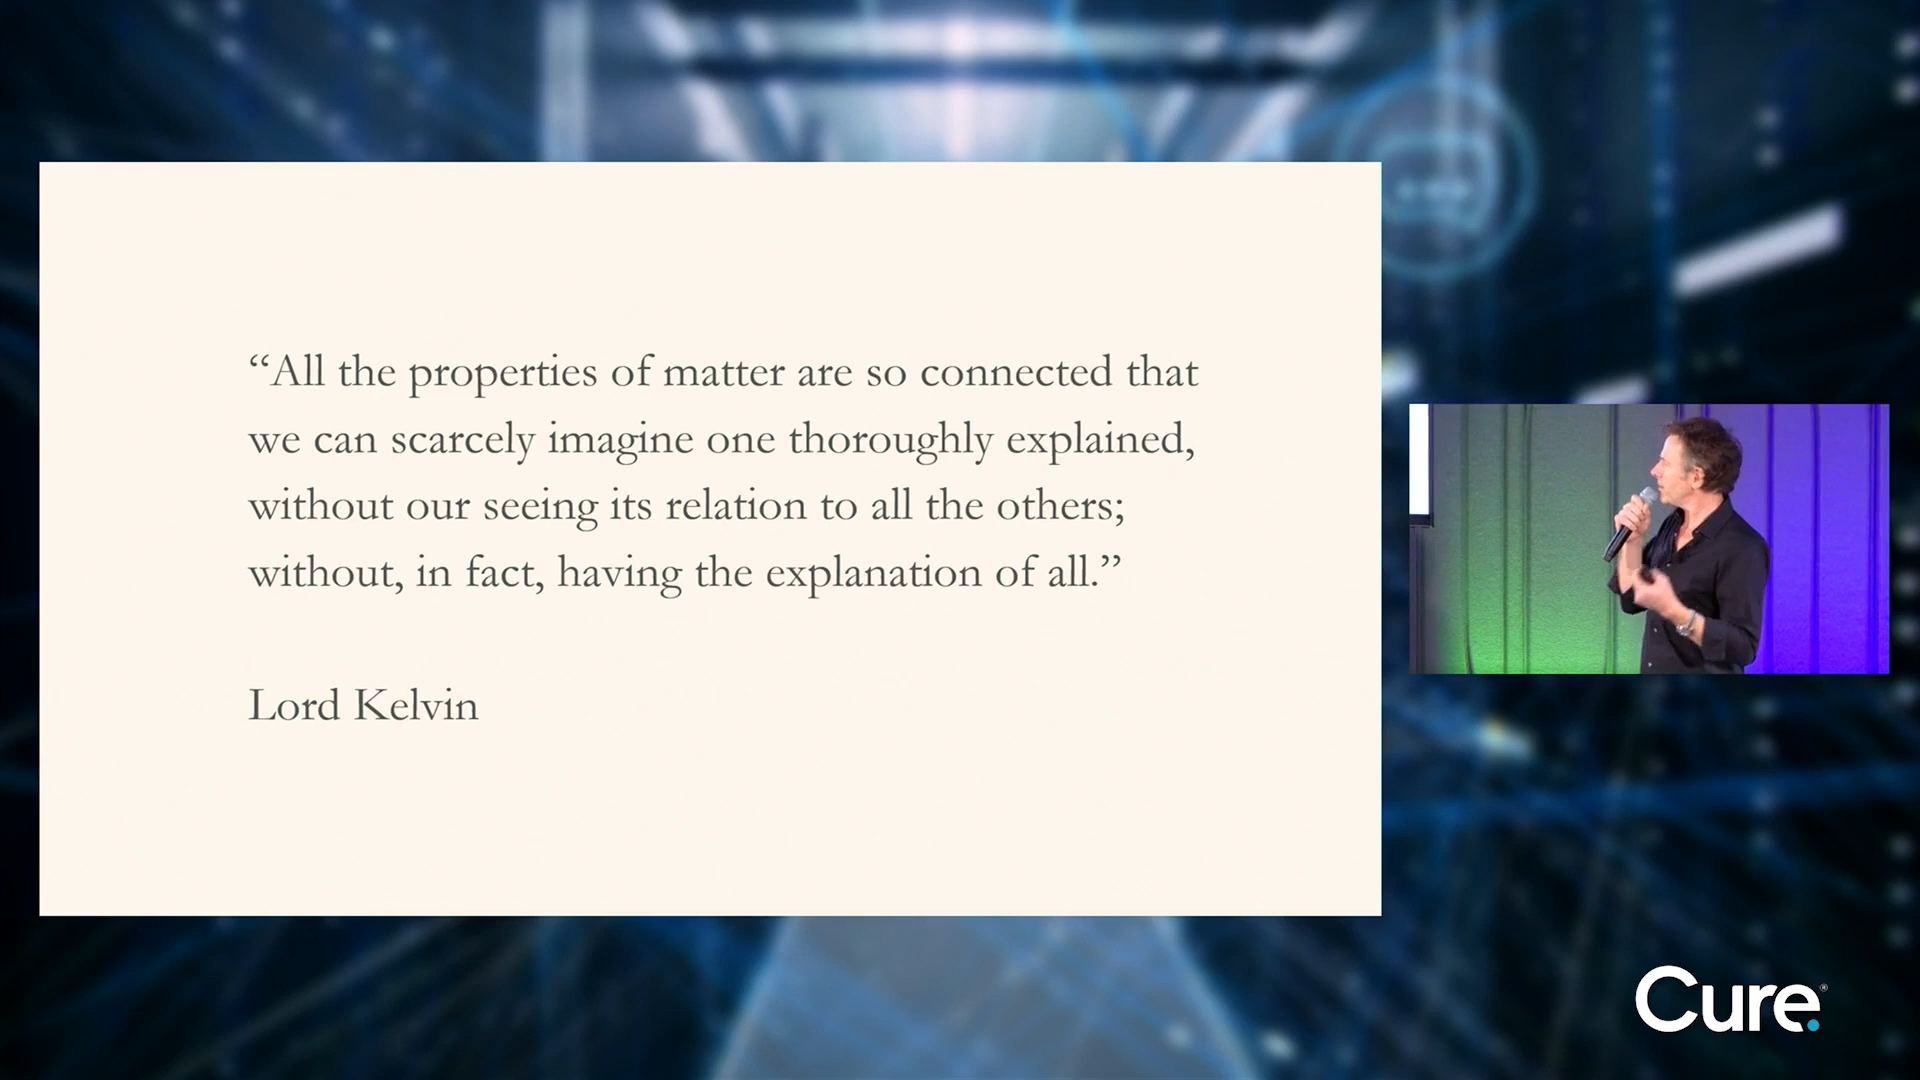 “All the properties of matter are so connected that
we can scarcely imagine one thoroughly explained,
without our seeing its relation to all the others;
without, in fact, having the explanation of all.”
Lord Kelvin
Cure.®